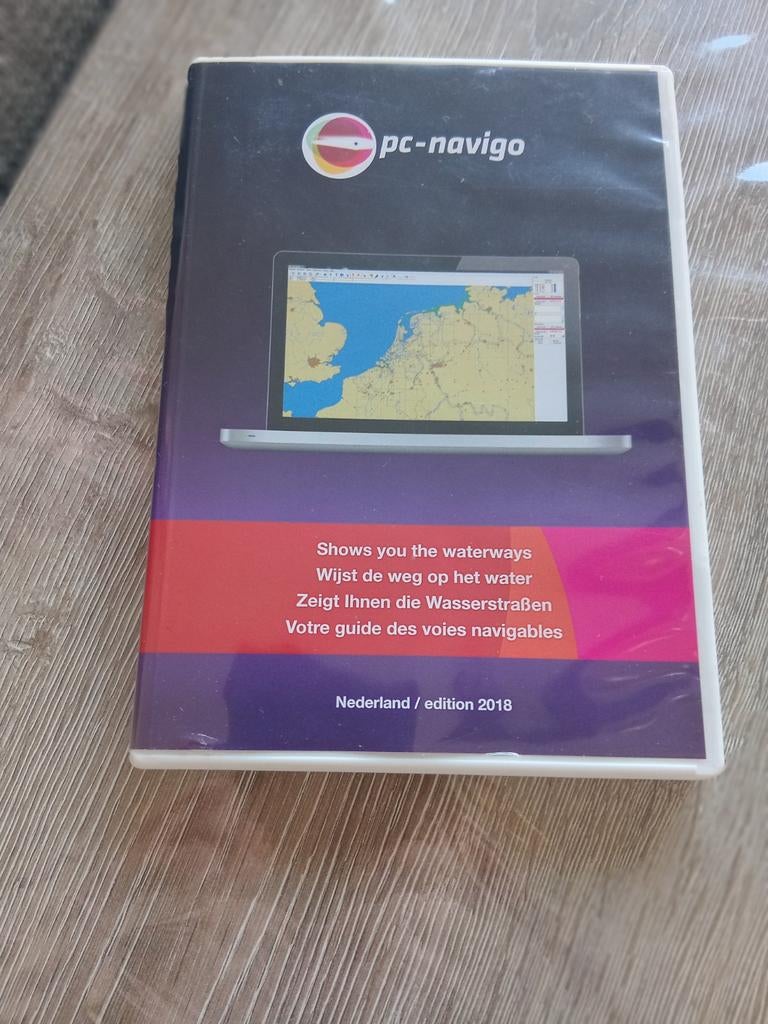 pc-navigo
Shows you the waterways
Wijst de weg op het water
Zeigt Ihnen die Wasserstraßen
Votre guide des voies navigables
Nederland / edition 2018